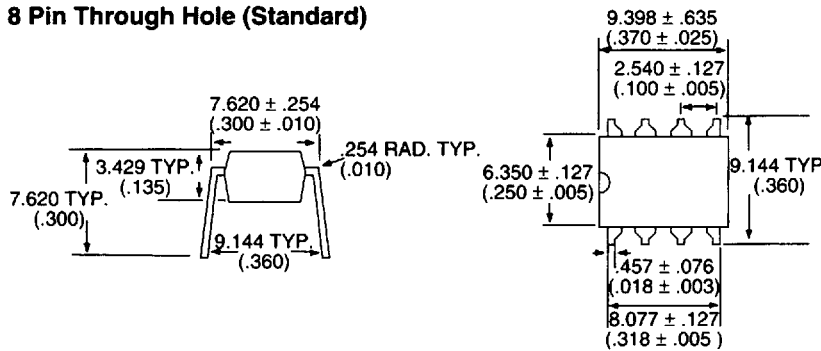 8 Pin Through Hole (Standard)
9.398 ± .635
(.370 ± .025)
2.540 ± .127
(.100 ± .005)
7.620 ± .254
(.300 ± .010)
.254 RAD. TYP.
(.010)
3.429 TYP.
(.135)
7.620 TYP.
(.300)
9.144 TYP.
(.360)
6.350 ± .127
(.250 ± .005)
9.144 TYP
(.360)
.457 ± .076
(.018 ± .003)
8.077 ± .127
(.318 ± .005 )